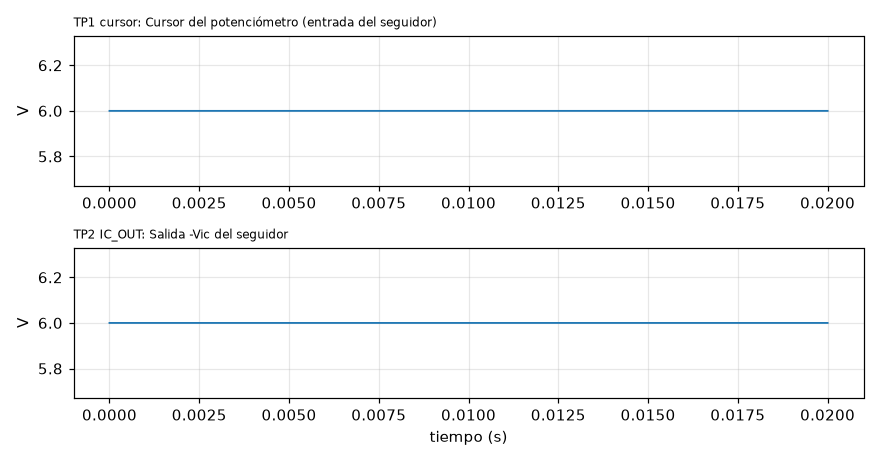 TP1 cursor: Cursor del potenciómetro (entrada del seguidor)
6.2
6.0
5.8
V
0.0000 0.0025 0.0050 0.0075 0.0100 0.0125 0.0150 0.0175 0.0200
TP2 IC_OUT: Salida -Vic del seguidor
6.2
6.0
5.8
V
0.0000 0.0025 0.0050 0.0075 0.0100 0.0125 0.0150 0.0175 0.0200
tiempo (s)